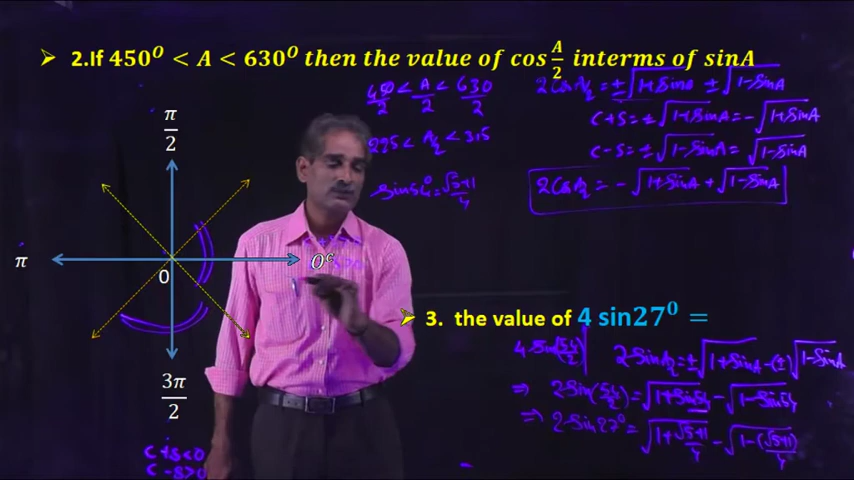 ➤ 2.If 450⁰ < A < 630⁰ then the value of cos A/2 interms of sinA
450/2 < A/2 < 630/2
225 < A/2 < 315
sin54⁰ = √5+1/4
2CosA/2 = ±√1+SinA ±√1-SinA
C+S = ±√1+SinA = -√1+SinA
C-S = ±√1-SinA = √1-SinA
2CosA/2 = -√1+SinA + √1-SinA
π/2
π
0
0ᶜ
3π/2
C+S<0
C-S>0
➤ 3. the value of 4 sin27⁰ =
4 Sin(54/2)
2SinA/2 = ±√1+SinA -(±)√1-SinA
⇒ 2Sin(54/2) = √1+Sin54 - √1-Sin54
⇒ 2Sin27⁰ = √1+√5+1/4 - √1-(√5+1)/4